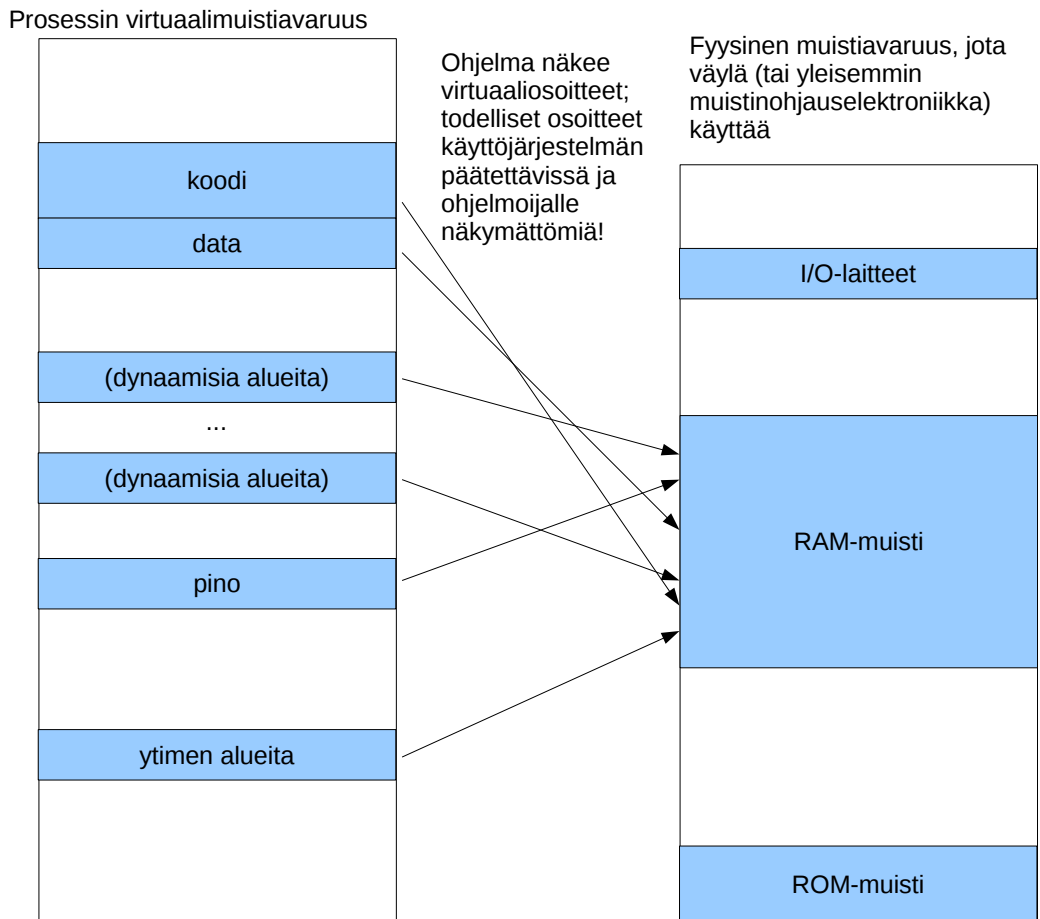 Prosessin virtuaalimuistiavaruus
koodi
data
(dynaamisia alueita)
...
(dynaamisia alueita)
pino
ytimen alueita
Ohjelma näkee
virtuaaliosoitteet;
todelliset osoitteet
käyttöjärjestelmän
päätettävissä ja
ohjelmoijalle
näkymättömiä!
Fyysinen muistiavaruus, jota
väylä (tai yleisemmin
muistinohjauselektroniikka)
käyttää
I/O-laitteet
RAM-muisti
ROM-muisti